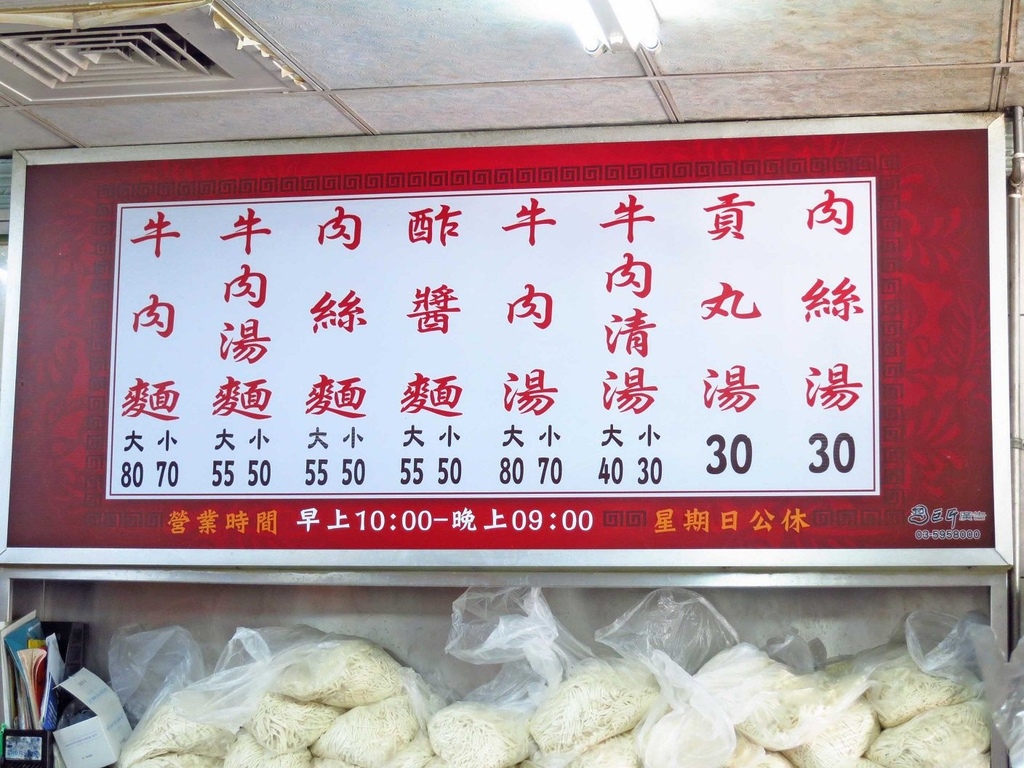 牛肉麵
大 小
80 70
牛肉湯麵
大 小
55 50
肉絲麵
大 小
55 50
酢醬麵
大 小
55 50
牛肉湯
大 小
80 70
牛肉清湯
大 小
40 30
貢丸湯
30
肉絲湯
30
營業時間 早上10:00-晚上09:00 星期日公休
廣告
03-5958000